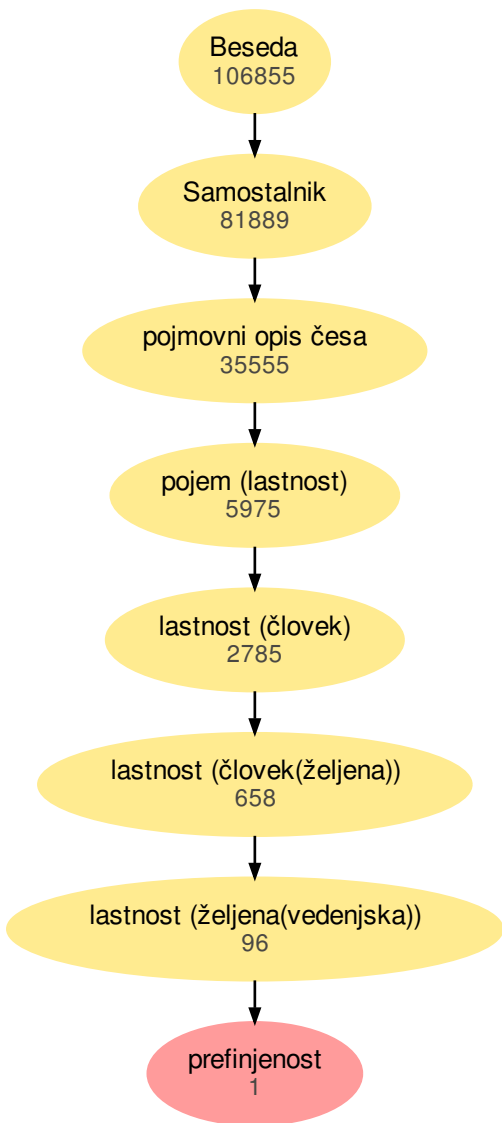 Beseda
106855
Samostalnik
81889
pojmovni opis česa
35555
pojem (lastnost)
5975
lastnost (človek)
2785
lastnost (človek(željena))
658
lastnost (željena(vedenjska))
96
prefinjenost
1